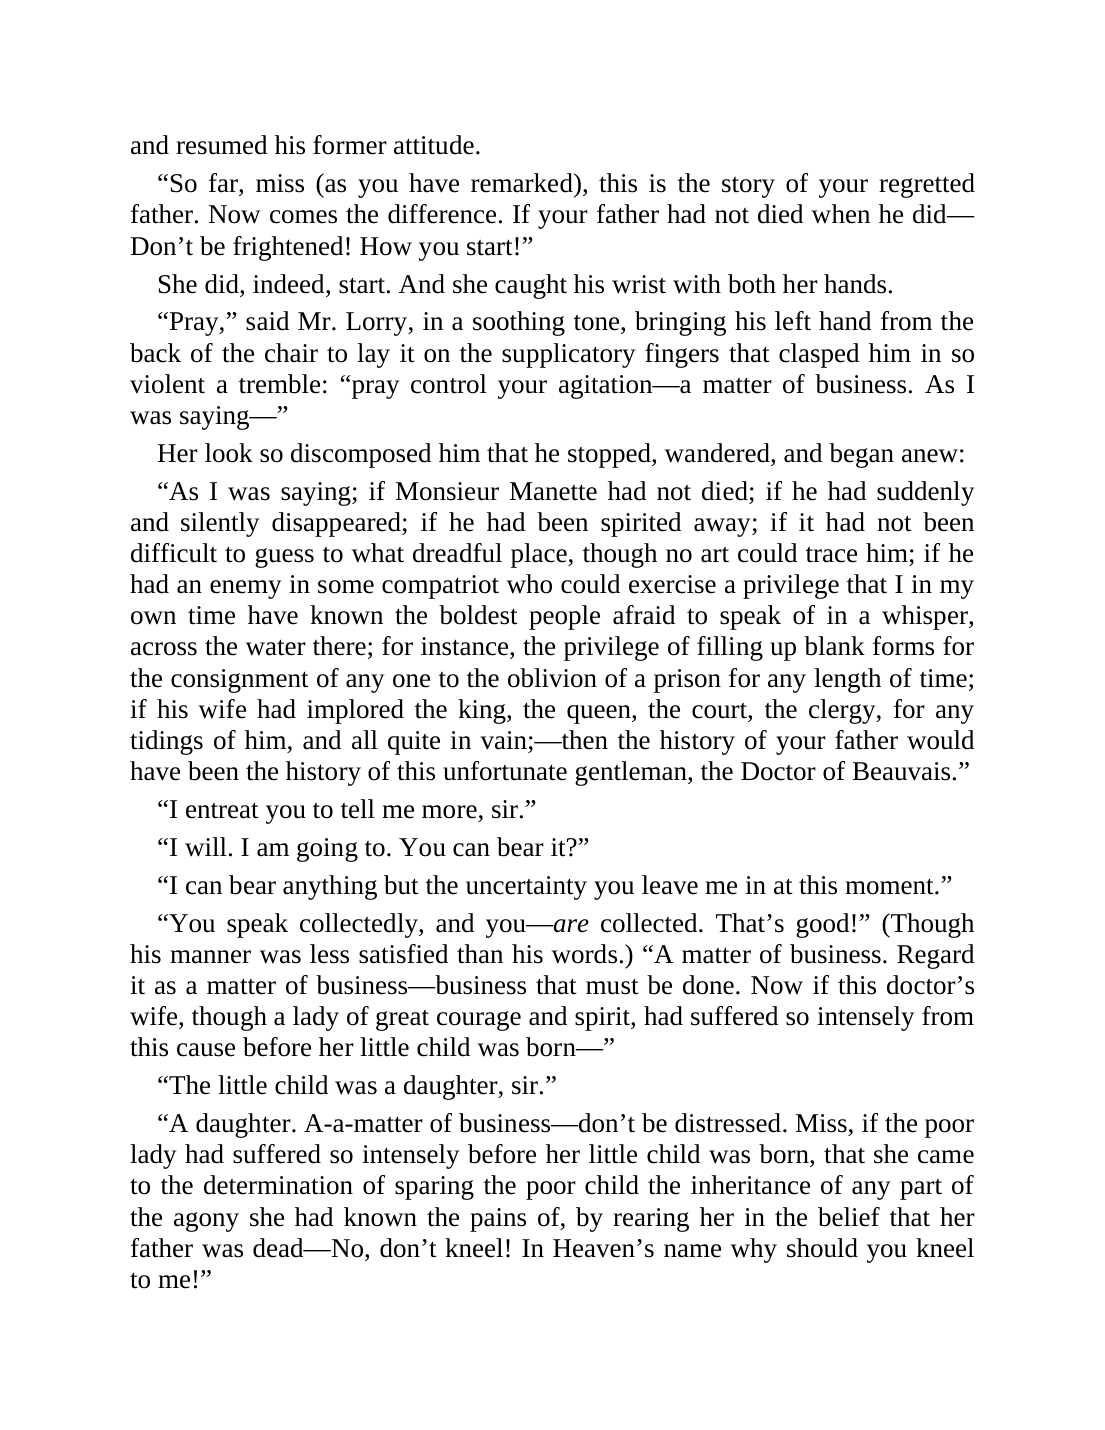 and resumed his former attitude.
“So far, miss (as you have remarked), this is the story of your regretted
father. Now comes the difference. If your father had not died when he did—
Don’t be frightened! How you start!”
She did, indeed, start. And she caught his wrist with both her hands.
“Pray,” said Mr. Lorry, in a soothing tone, bringing his left hand from the
back of the chair to lay it on the supplicatory fingers that clasped him in so
violent a tremble: “pray control your agitation—a matter of business. As I
was saying—”
Her look so discomposed him that he stopped, wandered, and began anew:
“As I was saying; if Monsieur Manette had not died; if he had suddenly
and silently disappeared; if he had been spirited away; if it had not been
difficult to guess to what dreadful place, though no art could trace him; if he
had an enemy in some compatriot who could exercise a privilege that I in my
own time have known the boldest people afraid to speak of in a whisper,
across the water there; for instance, the privilege of filling up blank forms for
the consignment of any one to the oblivion of a prison for any length of time;
if his wife had implored the king, the queen, the court, the clergy, for any
tidings of him, and all quite in vain;—then the history of your father would
have been the history of this unfortunate gentleman, the Doctor of Beauvais.”
“I entreat you to tell me more, sir.”
“I will. I am going to. You can bear it?”
“I can bear anything but the uncertainty you leave me in at this moment.”
“You speak collectedly, and you—are collected. That’s good!” (Though
his manner was less satisfied than his words.) “A matter of business. Regard
it as a matter of business—business that must be done. Now if this doctor’s
wife, though a lady of great courage and spirit, had suffered so intensely from
this cause before her little child was born—”
“The little child was a daughter, sir.”
“A daughter. A-a-matter of business—don’t be distressed. Miss, if the poor
lady had suffered so intensely before her little child was born, that she came
to the determination of sparing the poor child the inheritance of any part of
the agony she had known the pains of, by rearing her in the belief that her
father was dead—No, don’t kneel! In Heaven’s name why should you kneel
to me!”